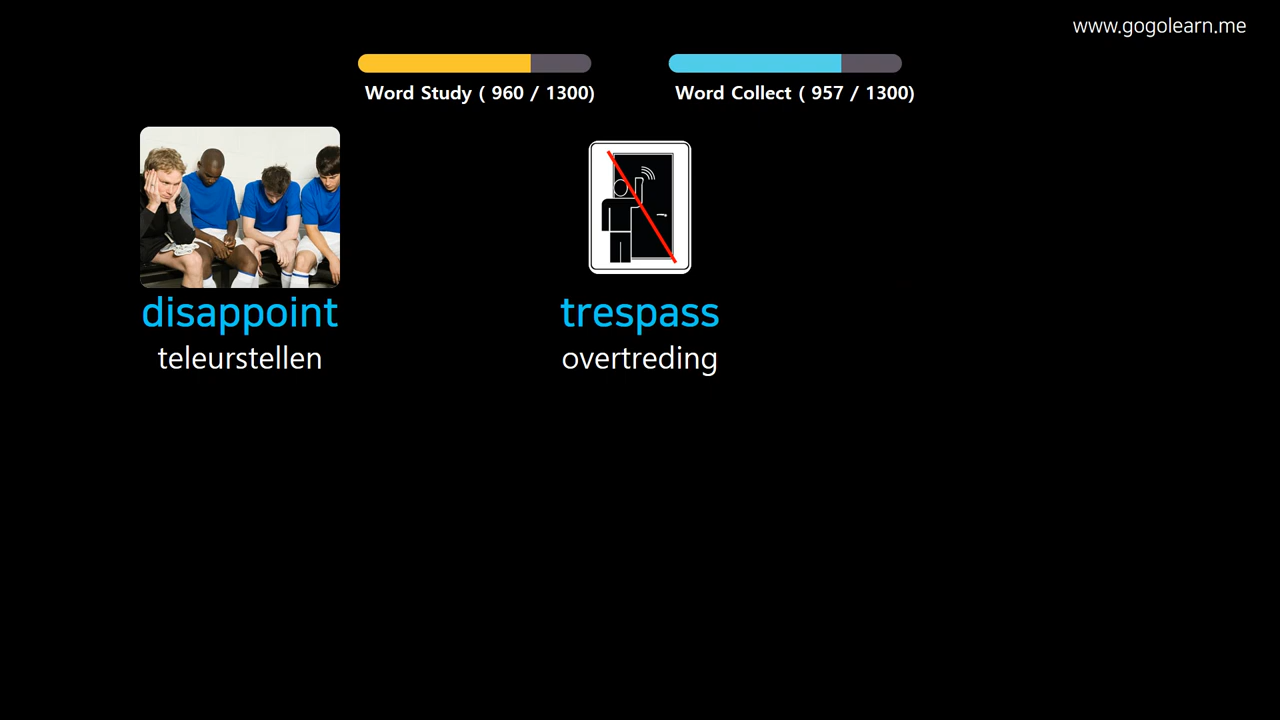 www.gogolearn.me
Word Study ( 960 / 1300)
Word Collect ( 957 / 1300)
disappoint
trespass
teleurstellen
overtreding